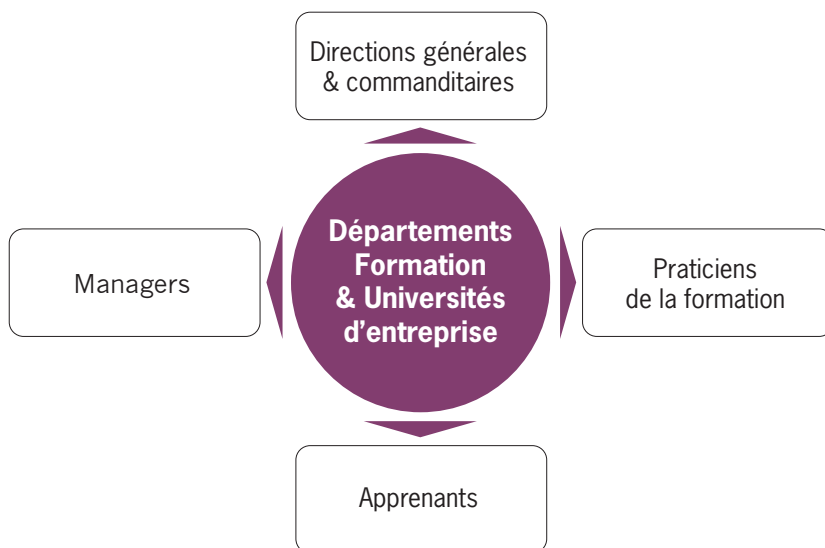 Directions générales
& commanditaires
Départements
Formation
& Universités
d'entreprise
Managers
Praticiens
de la formation
Apprenants